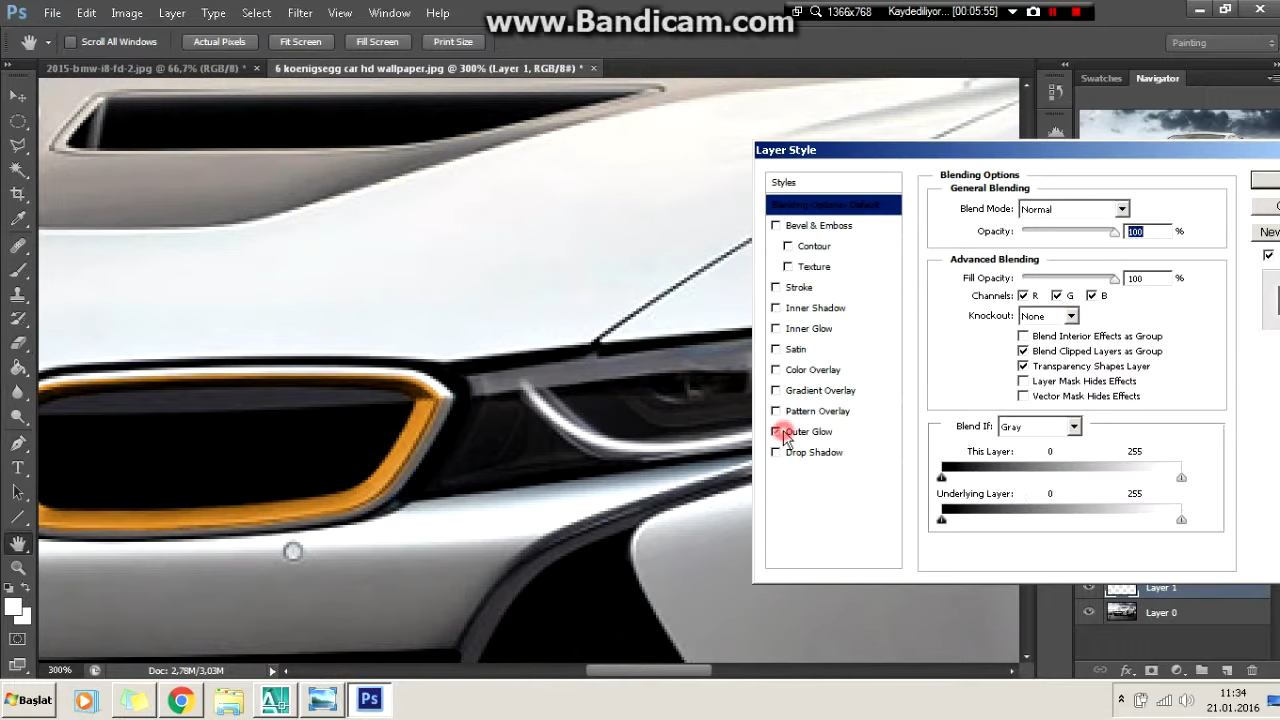 Ps File Edit Image Layer Type Select Filter View Window Help
www.Bandicam.com
1366x768 Kaydediliyor... [00:05:55]
Scroll All Windows Actual Pixels Fit Screen Fill Screen Print Size Painting
2015-bmw-i8-fd-2.jpg @ 66,7% (RGB/8) * × 6 koenigsegg car hd wallpaper.jpg @ 300% (Layer 1, RGB/8#) * ×
Swatches Navigator
Layer Style
Styles
Blending Options: Default
Bevel & Emboss
Contour
Texture
Stroke
Inner Shadow
Inner Glow
Satin
Color Overlay
Gradient Overlay
Pattern Overlay
Outer Glow
Drop Shadow
Blending Options
General Blending
Blend Mode: Normal
Opacity: 100 %
Advanced Blending
Fill Opacity: 100 %
Channels: R G B
Knockout: None
Blend Interior Effects as Group
Blend Clipped Layers as Group
Transparency Shapes Layer
Layer Mask Hides Effects
Vector Mask Hides Effects
Blend If: Gray
This Layer: 0 255
Underlying Layer: 0 255
New
Layer 1
Layer 0
300% Doc: 2,78M/3,03M
Başlat
Ps
11:34
21.01.2016